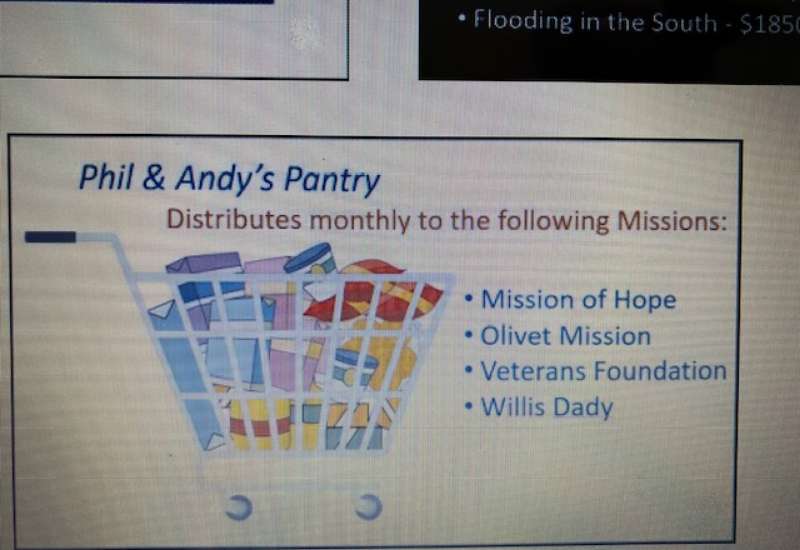 • Flooding in the South - $185
Phil & Andy's Pantry
Distributes monthly to the following Missions:
• Mission of Hope
• Olivet Mission
• Veterans Foundation
• Willis Dady